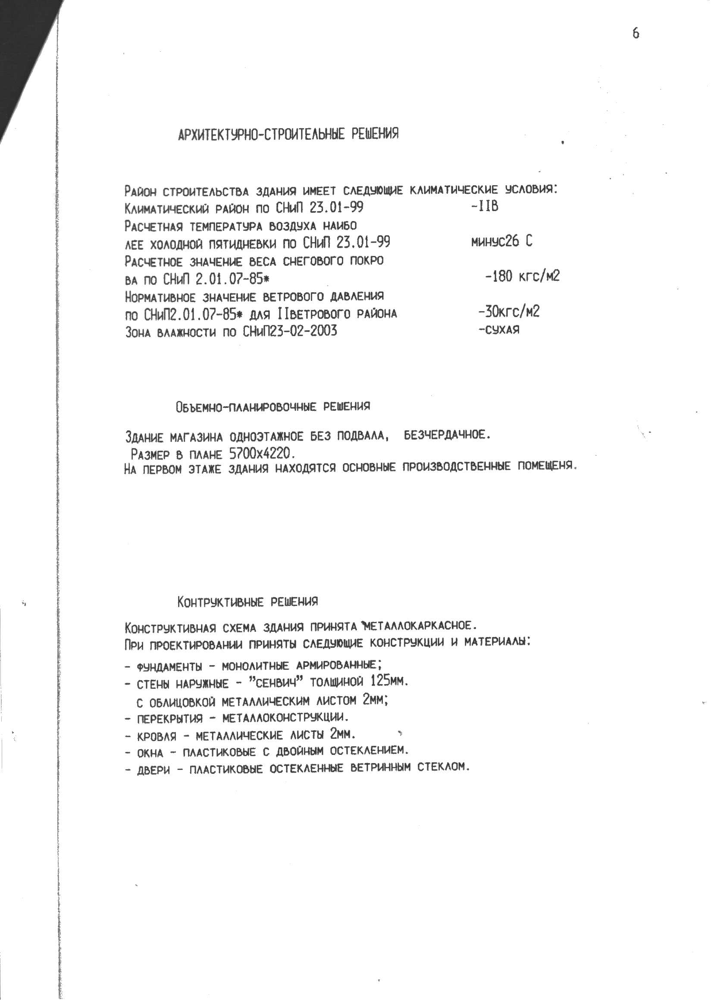 6
АРХИТЕКТУРНО-СТРОИТЕЛЬНЫЕ РЕШЕНИЯ
Район строительства здания имеет следующие климатические условия:
Климатический район по СНиП 23.01-99 -IIВ
Расчетная температура воздуха наибо
лее холодной пятидневки по СНиП 23.01-99 минус26 С
Расчетное значение веса снегового покро
ва по СНиП 2.01.07-85* -180 кгс/м2
Нормативное значение ветрового давления
по СНиП2.01.07-85* для IIветрового района -30кгс/м2
Зона влажности по СНиП23-02-2003 -сухая
Объемно-планировочные решения
Здание магазина одноэтажное без подвала, безчердачное.
Размер в плане 5700х4220.
На первом этаже здания находятся основные производственные помещеня.
Контруктивные решения
Конструктивная схема здания принята металлокаркасное.
При проектировании приняты следующие конструкции и материалы:
- фундаменты - монолитные армированные;
- стены наружные - "сенвич" толщиной 125мм.
с облицовкой металлическим листом 2мм;
- перекрытия - металлоконструкции.
- кровля - металлические листы 2мм.
- окна - пластиковые с двойным остеклением.
- двери - пластиковые остекленные ветринным стеклом.